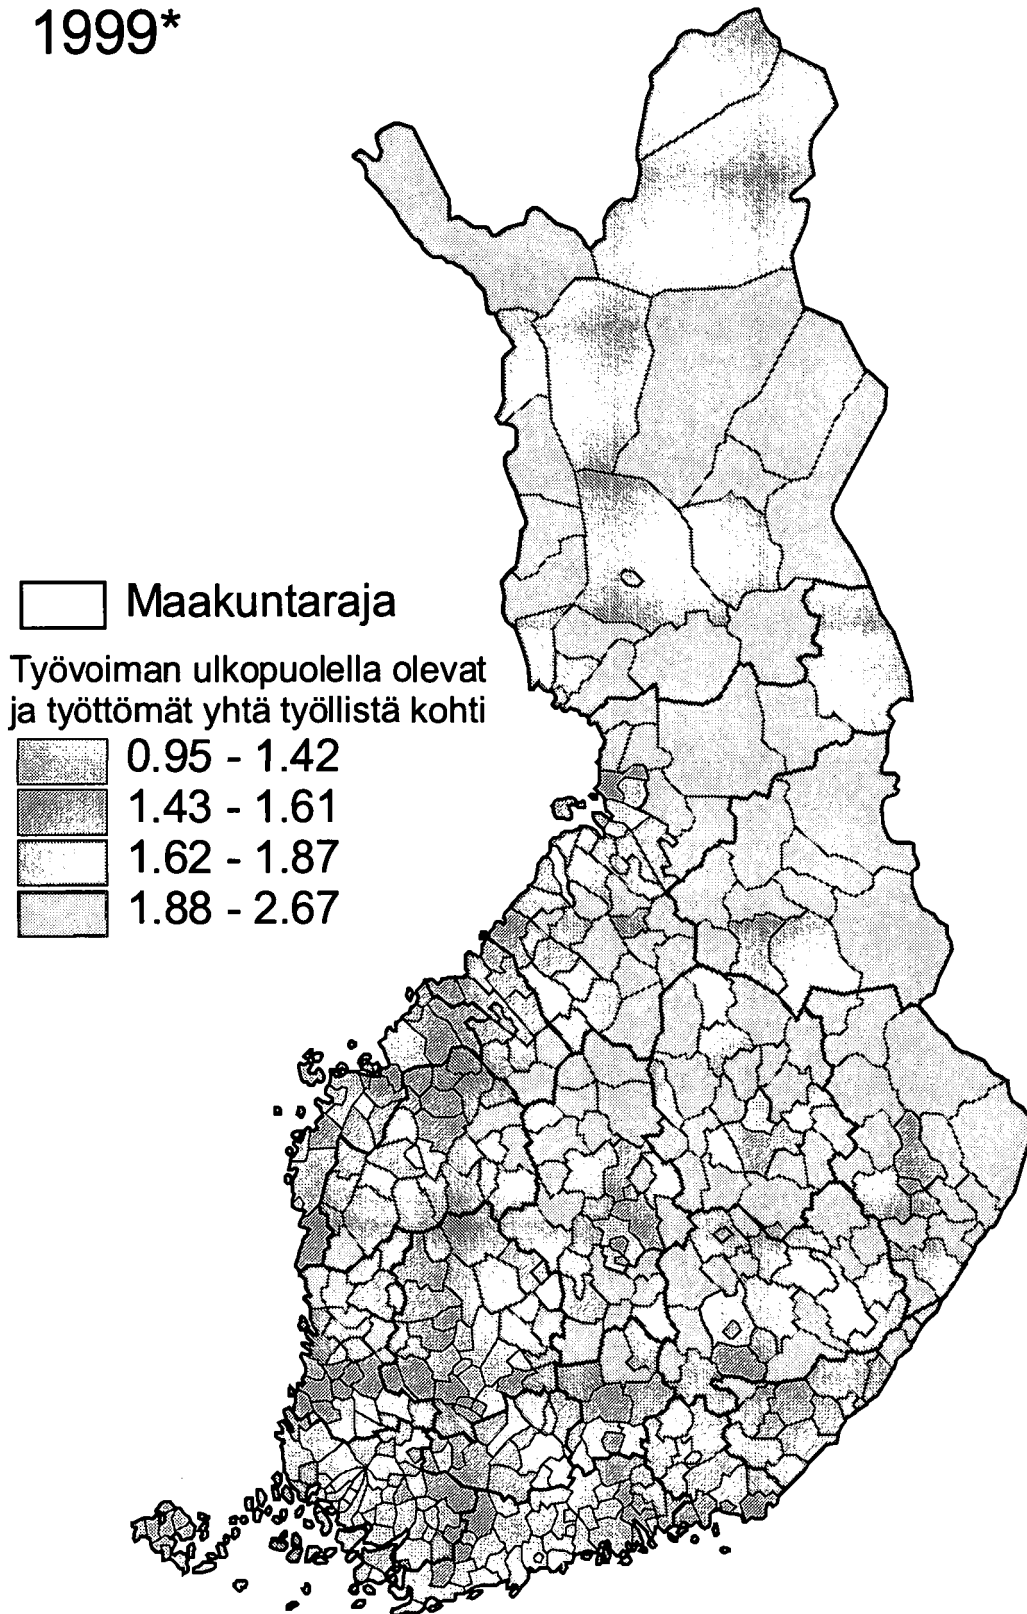 1999*
Maakuntaraja
Työvoiman ulkopuolella olevat
ja työttömät yhtä työllistä kohti
0.95 - 1.42
1.43 - 1.61
1.62 - 1.87
1.88 - 2.67